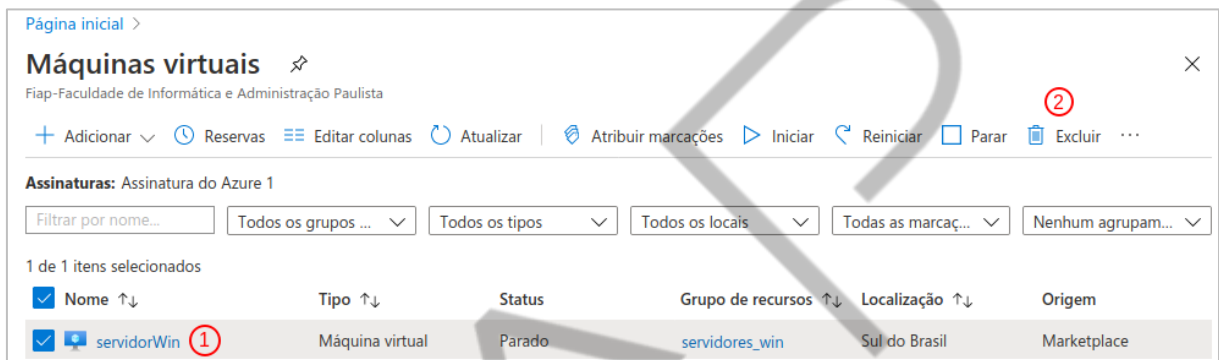 Página inicial >
Máquinas virtuais
Fiap-Faculdade de Informática e Administração Paulista
2
Adicionar Reservas Editar colunas Atualizar Atribuir marcações Iniciar Reiniciar Parar Excluir ...
Assinaturas: Assinatura do Azure 1
Filtrar por nome... Todos os grupos ... Todos os tipos Todos os locais Todas as marcaç... Nenhum agrupam...
1 de 1 itens selecionados
Nome ↑↓ Tipo ↑↓ Status Grupo de recursos ↑↓ Localização ↑↓ Origem
servidorWin 1 Máquina virtual Parado servidores_win Sul do Brasil Marketplace